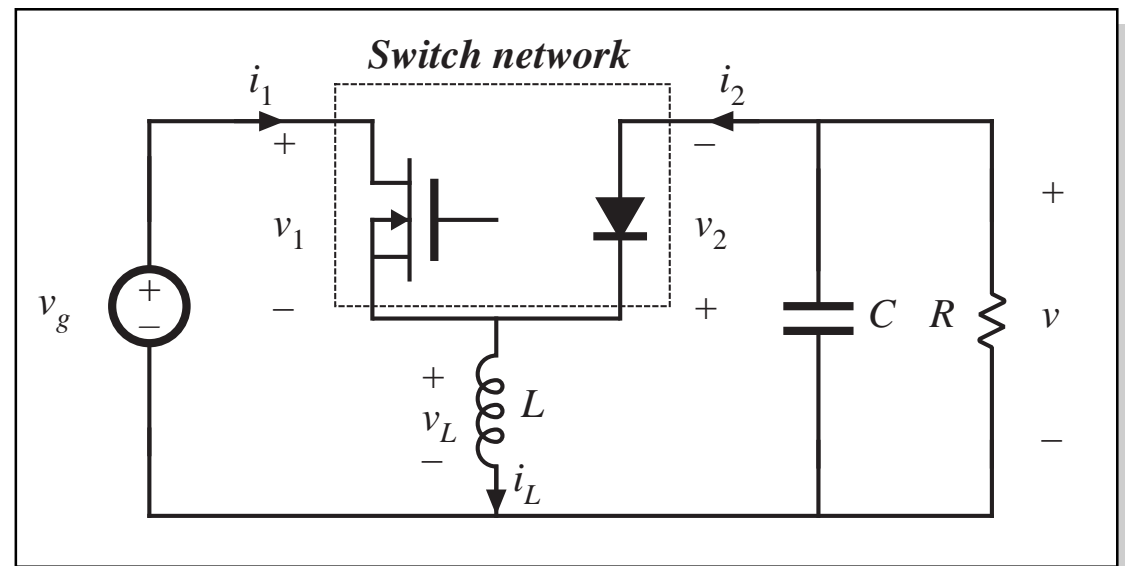 Switch network
i1
i2
+
−
v1
v2
−
+
vg
+
−
+
vL
−
L
iL
C
R
+
v
−